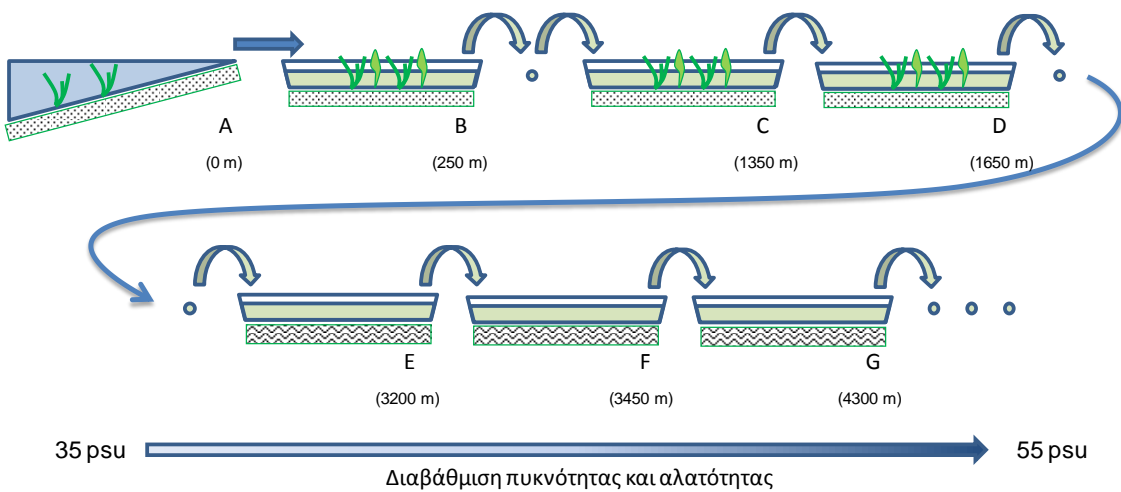 A B C D
(0 m) (250 m) (1350 m) (1650 m)
E F G
(3200 m) (3450 m) (4300 m)
35 psu 55 psu
Διαβάθμιση πυκνότητας και αλατότητας